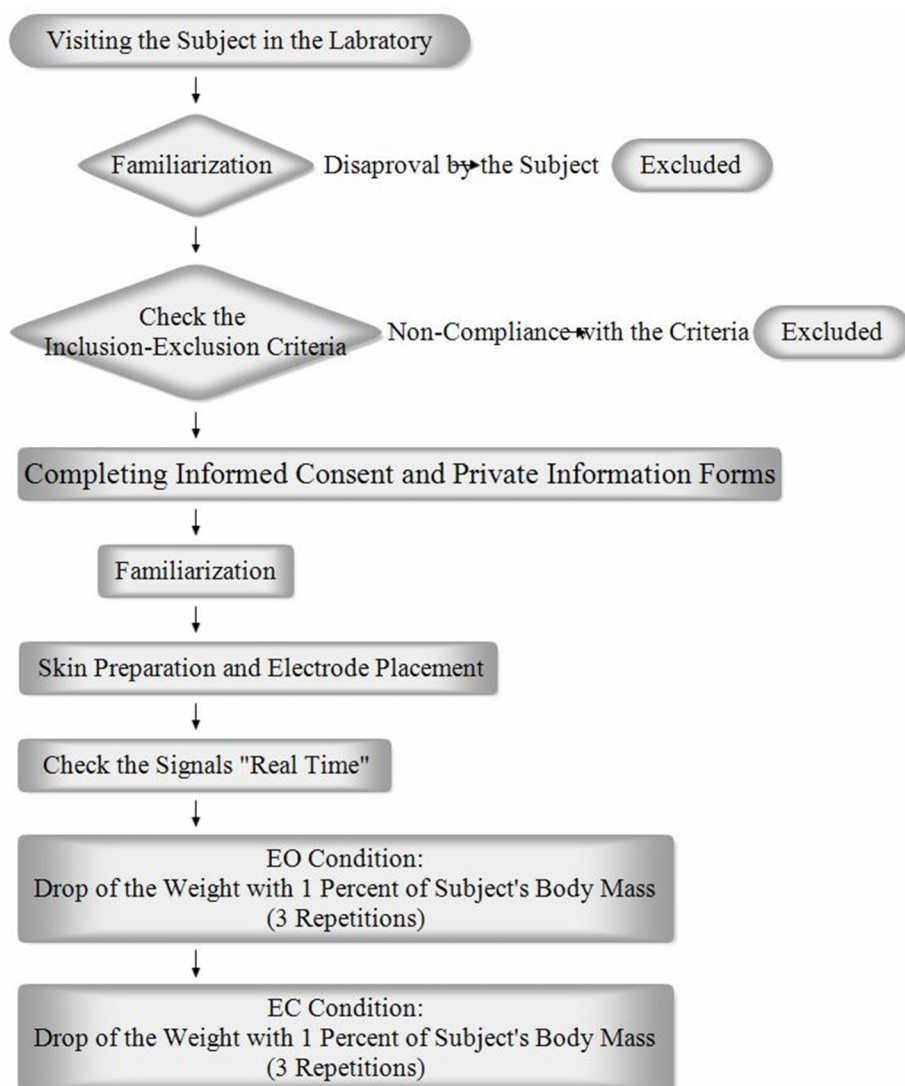 Visiting the Subject in the Labratory
Familiarization
Disaproval by the Subject
Excluded
Check the
Inclusion-Exclusion Criteria
Non-Compliance with the Criteria
Excluded
Completing Informed Consent and Private Information Forms
Familiarization
Skin Preparation and Electrode Placement
Check the Signals "Real Time"
EO Condition:
Drop of the Weight with 1 Percent of Subject's Body Mass
(3 Repetitions)
EC Condition:
Drop of the Weight with 1 Percent of Subject's Body Mass
(3 Repetitions)